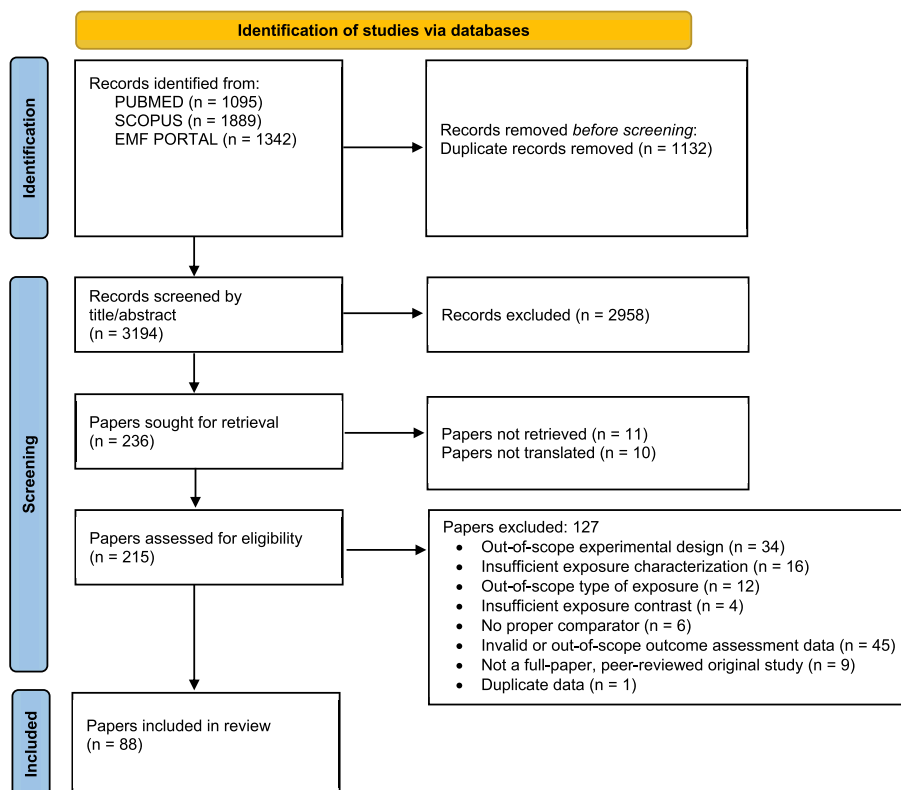 Identification of studies via databases
Identification
Records identified from:
PUBMED (n = 1095)
SCOPUS (n = 1889)
EMF PORTAL (n = 1342)
Records removed before screening:
Duplicate records removed (n = 1132)
Screening
Records screened by
title/abstract
(n = 3194)
Records excluded (n = 2958)
Papers sought for retrieval
(n = 236)
Papers not retrieved (n = 11)
Papers not translated (n = 10)
Papers assessed for eligibility
(n = 215)
Papers excluded: 127
• Out-of-scope experimental design (n = 34)
• Insufficient exposure characterization (n = 16)
• Out-of-scope type of exposure (n = 12)
• Insufficient exposure contrast (n = 4)
• No proper comparator (n = 6)
• Invalid or out-of-scope outcome assessment data (n = 45)
• Not a full-paper, peer-reviewed original study (n = 9)
• Duplicate data (n = 1)
Included
Papers included in review
(n = 88)